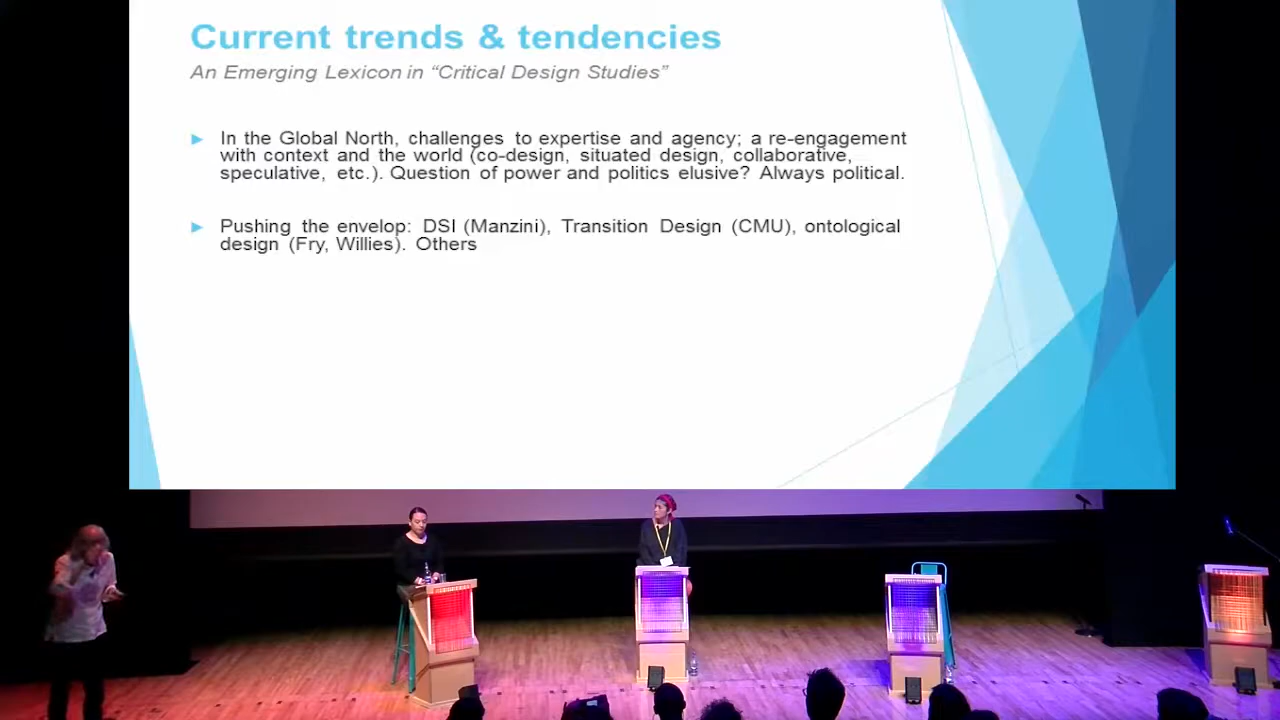 Current trends & tendencies
An Emerging Lexicon in “Critical Design Studies”
In the Global North, challenges to expertise and agency; a re-engagement
with context and the world (co-design, situated design, collaborative,
speculative, etc.). Question of power and politics elusive? Always political.
Pushing the envelop: DSI (Manzini), Transition Design (CMU), ontological
design (Fry, Willies). Others